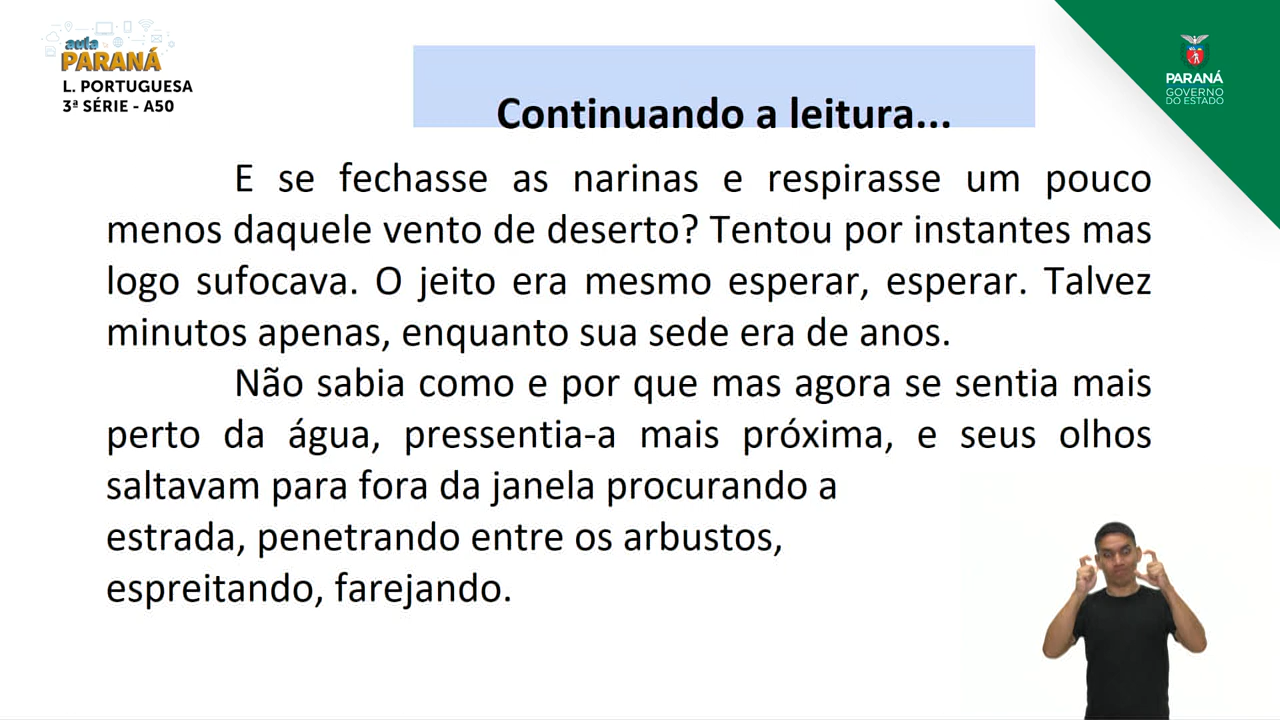 aula
PARANÁ
L. PORTUGUESA
3ª SÉRIE - A50
PARANÁ
GOVERNO
DO ESTADO
Continuando a leitura...
E se fechasse as narinas e respirasse um pouco
menos daquele vento de deserto? Tentou por instantes mas
logo sufocava. O jeito era mesmo esperar, esperar. Talvez
minutos apenas, enquanto sua sede era de anos.
Não sabia como e por que mas agora se sentia mais
perto da água, pressentia-a mais próxima, e seus olhos
saltavam para fora da janela procurando a
estrada, penetrando entre os arbustos,
espreitando, farejando.